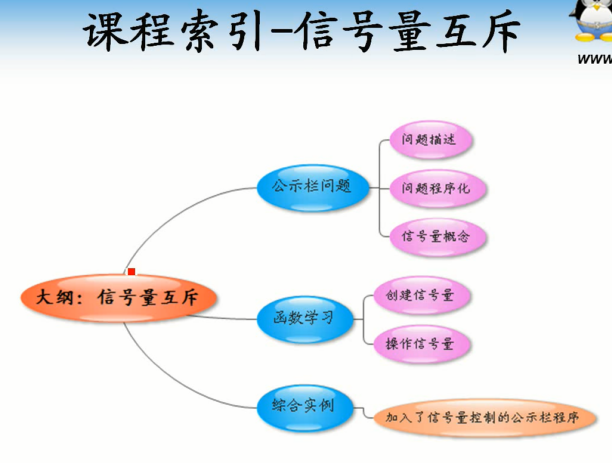 课程索引-信号量互斥
www
问题描述
公示栏问题
问题程序化
信号量概念
大纲：信号量互斥
创建信号量
函数学习
操作信号量
综合实例
加入了信号量控制的公示栏程序